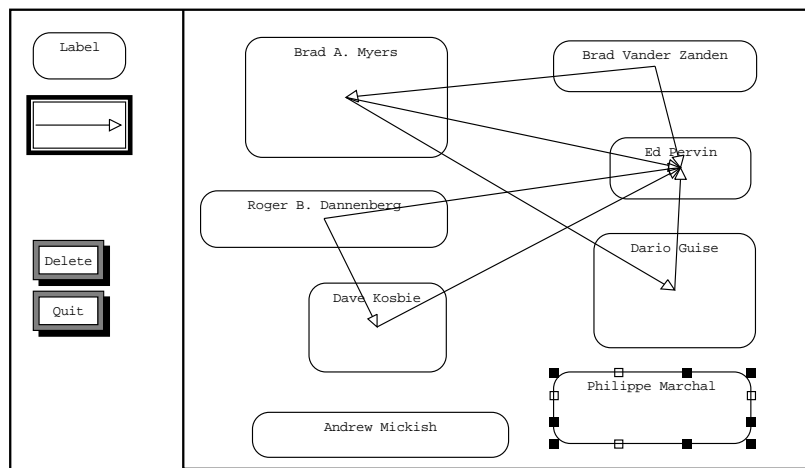 Label
Delete
Quit
Brad A. Myers
Brad Vander Zanden
Ed Pervin
Roger B. Dannenberg
Dario Guise
Dave Kosbie
Philippe Marchal
Andrew Mickish